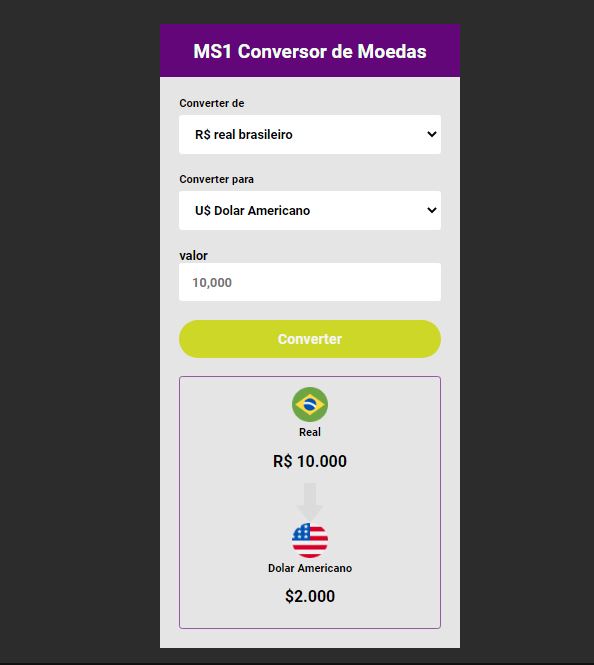 MS1 Conversor de Moedas
Converter de
R$ real brasileiro
Converter para
U$ Dolar Americano
valor
10,000
Converter
Real
R$ 10.000
Dolar Americano
$2.000